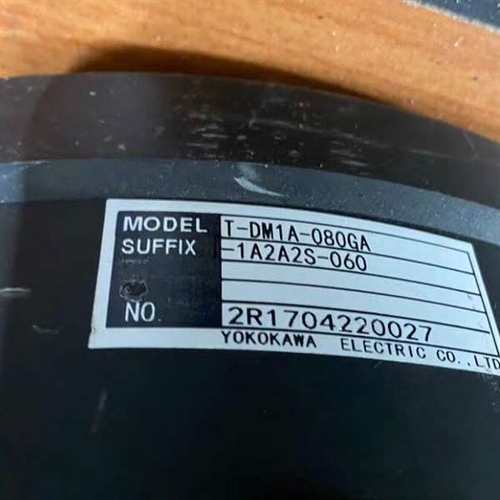 MODEL T-DM1A-080GA
SUFFIX -1A2A2S-060
NO. 2R1704220027
YOKOKAWA ELECTRIC CO.,LTD